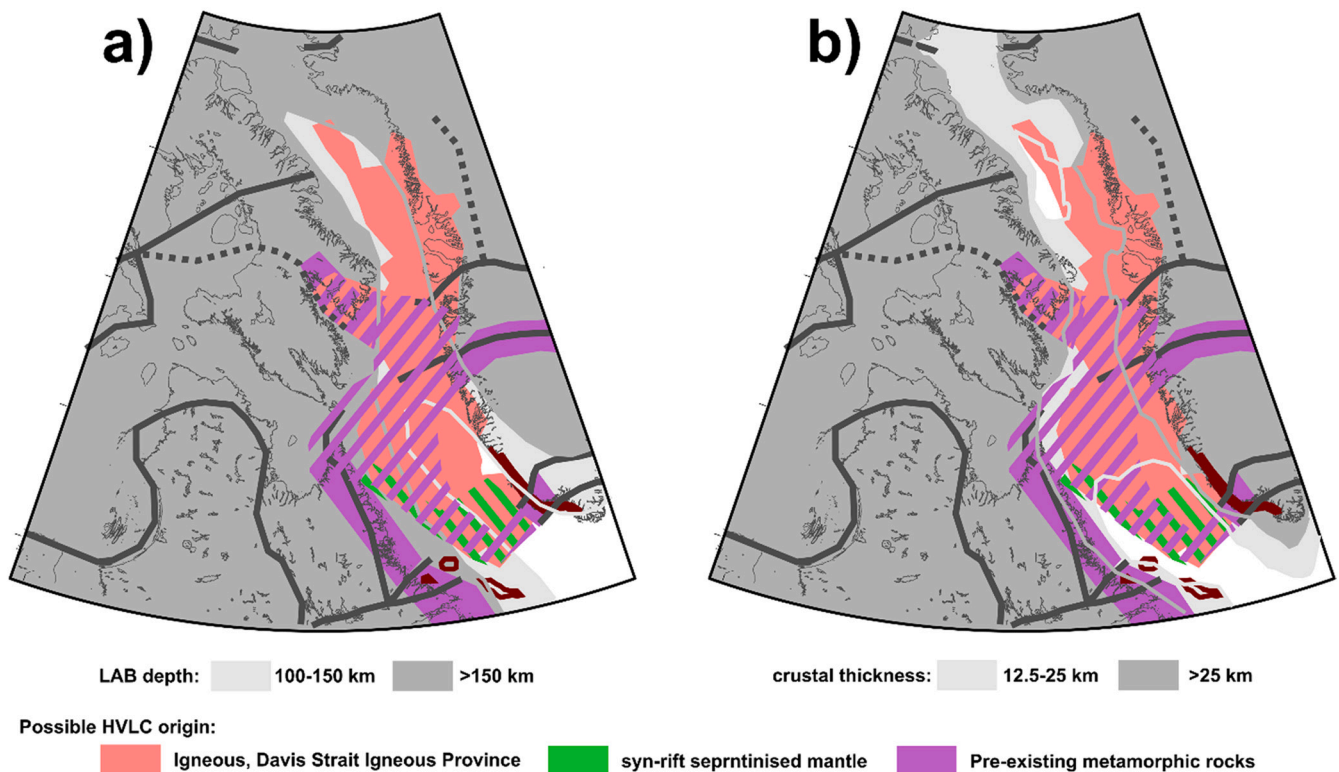 a)
b)
LAB depth: 100-150 km >150 km
crustal thickness: 12.5-25 km >25 km
Possible HVLC origin:
Igneous, Davis Strait Igneous Province
syn-rift seprntinised mantle
Pre-existing metamorphic rocks